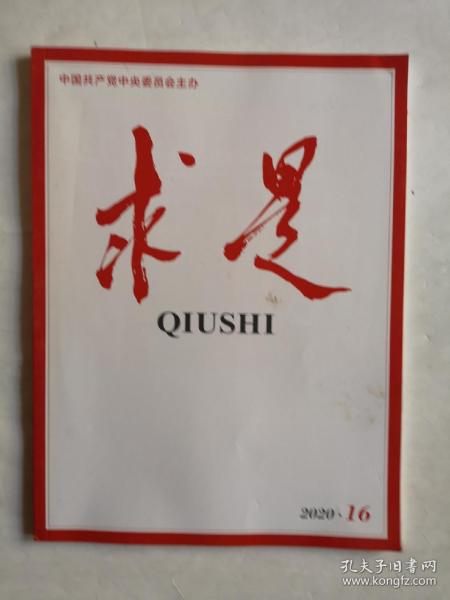 中国共产党中央委员会主办
求是
QIUSHI
2020·16
孔夫子旧书网
www.kongfz.com